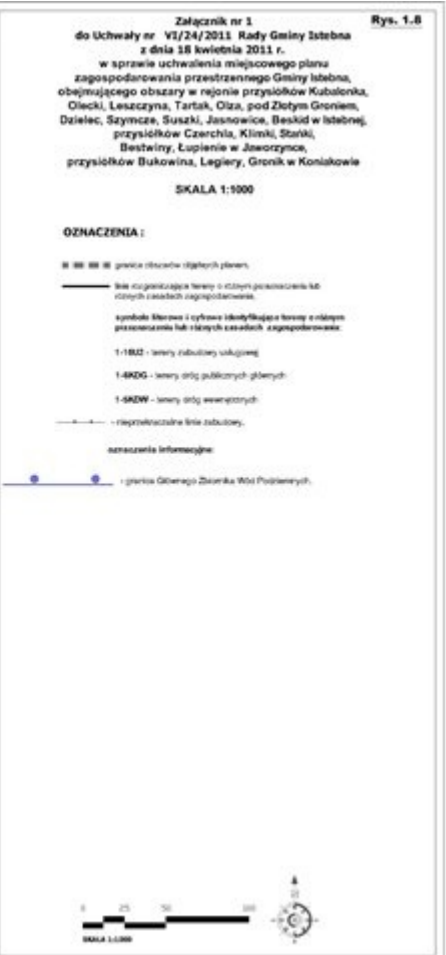 Załącznik nr 1
Rys. 1.8
do Uchwały nr VI/24/2011 Rady Gminy Istebna
z dnia 18 kwietnia 2011 r.
w sprawie uchwalenia miejscowego planu
zagospodarowania przestrzennego Gminy Istebna,
obejmującego obszary w rejonie przysiółków Kubalonka,
Olecki, Leszczyna, Tartak, Olza, pod Złotym Groniem,
Dzielec, Szymcze, Suszki, Jasnowice, Beskid w Istebnej,
przysiółków Czerchla, Klimki, Stańki,
Bestwiny, Łupienie w Jaworzynce,
przysiółków Bukowina, Legiery, Gronik w Koniakowie
SKALA 1:1000
OZNACZENIA :
granica obszarów objętych planem.
linie rozgraniczające tereny o różnym przeznaczeniu lub
różnych zasadach zagospodarowania.
symbole literowe i cyfrowe identyfikujące tereny o różnym
przeznaczeniu lub różnych zasadach zagospodarowania:
1-18U2 - tereny zabudowy usługowej
1-6KDG - tereny dróg publicznych głównych
1-5KDW - tereny dróg wewnętrznych
- nieprzekraczalne linie zabudowy.
oznaczenia informacyjne:
- granica Głównego Zbiornika Wód Podziemnych.
0 25 50 100
SKALA 1:1000